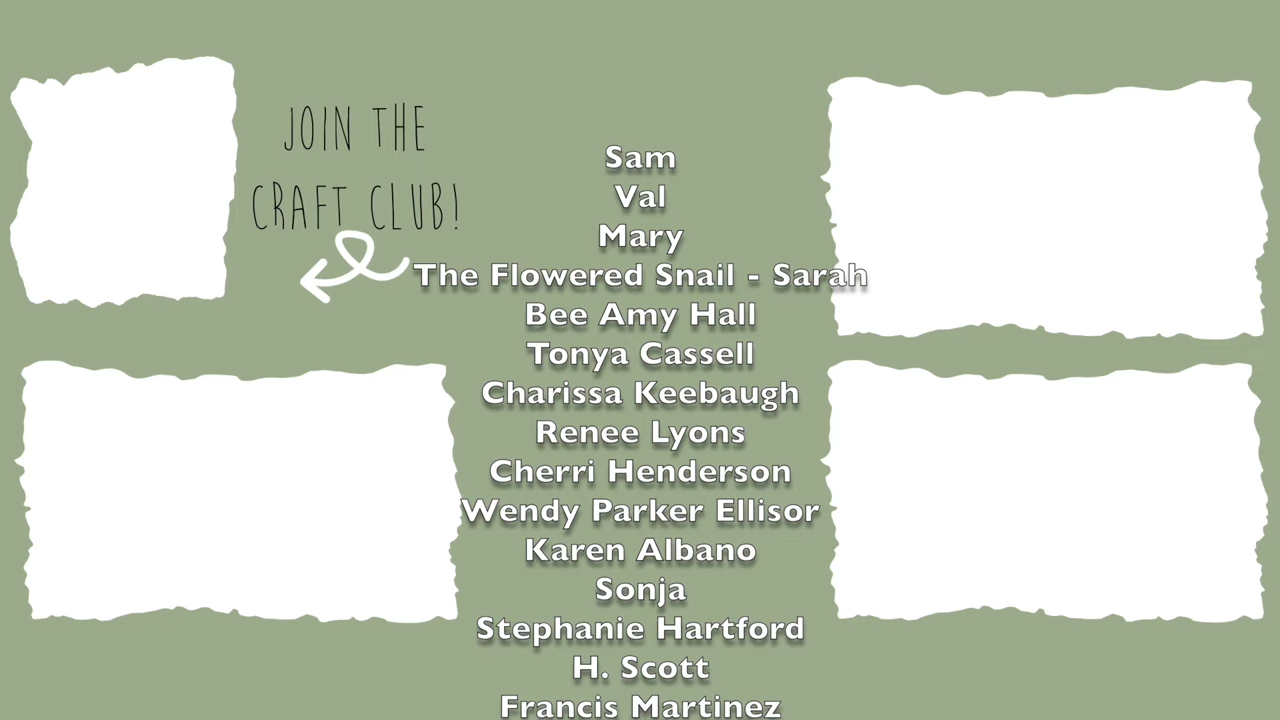 JOIN THE
CRAFT CLUB!
Sam
Val
Mary
The Flowered Snail - Sarah
Bee Amy Hall
Tonya Cassell
Charissa Keebaugh
Renee Lyons
Cherri Henderson
Wendy Parker Ellisor
Karen Albano
Sonja
Stephanie Hartford
H. Scott
Francis Martinez